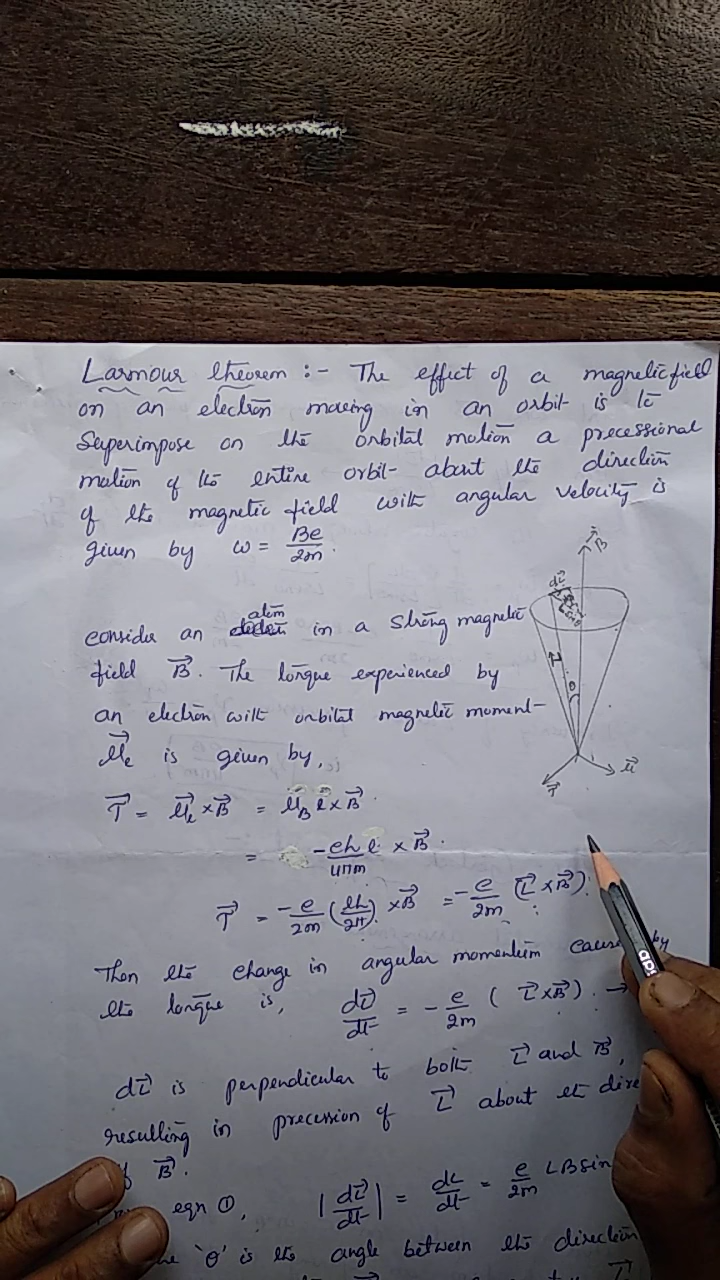 Larmour theorem :- The effect of a magnetic field
on an electron moving in an orbit is to
Superimpose on the orbital motion a precessional
motion of the entire orbit about the direction
of the magnetic field with angular velocity is
given by ω = Be/2m.
consider an atom in a strong magnetic
field B⃗. The torque experienced by
an electron with orbital magnetic moment
μ⃗e is given by,
τ⃗ = μ⃗e × B⃗ = μB l × B⃗.
= -ehl/4πm × B⃗.
τ⃗ = -e/2m (lh/2π) × B⃗ = -e/2m (L⃗ × B⃗).
Then the change in angular momentum by
the torque is, dL⃗/dt = -e/2m ( L⃗ × B⃗ ). →
dL⃗ is perpendicular to both L⃗ and B⃗,
resulting in precession of L⃗ about the
B⃗.
eqn ①, |dL⃗/dt| = dL/dt = e/2m LB sin
'θ' is the angle between the direction
B⃗
dL⃗
L⃗
θ
μ⃗
τ⃗